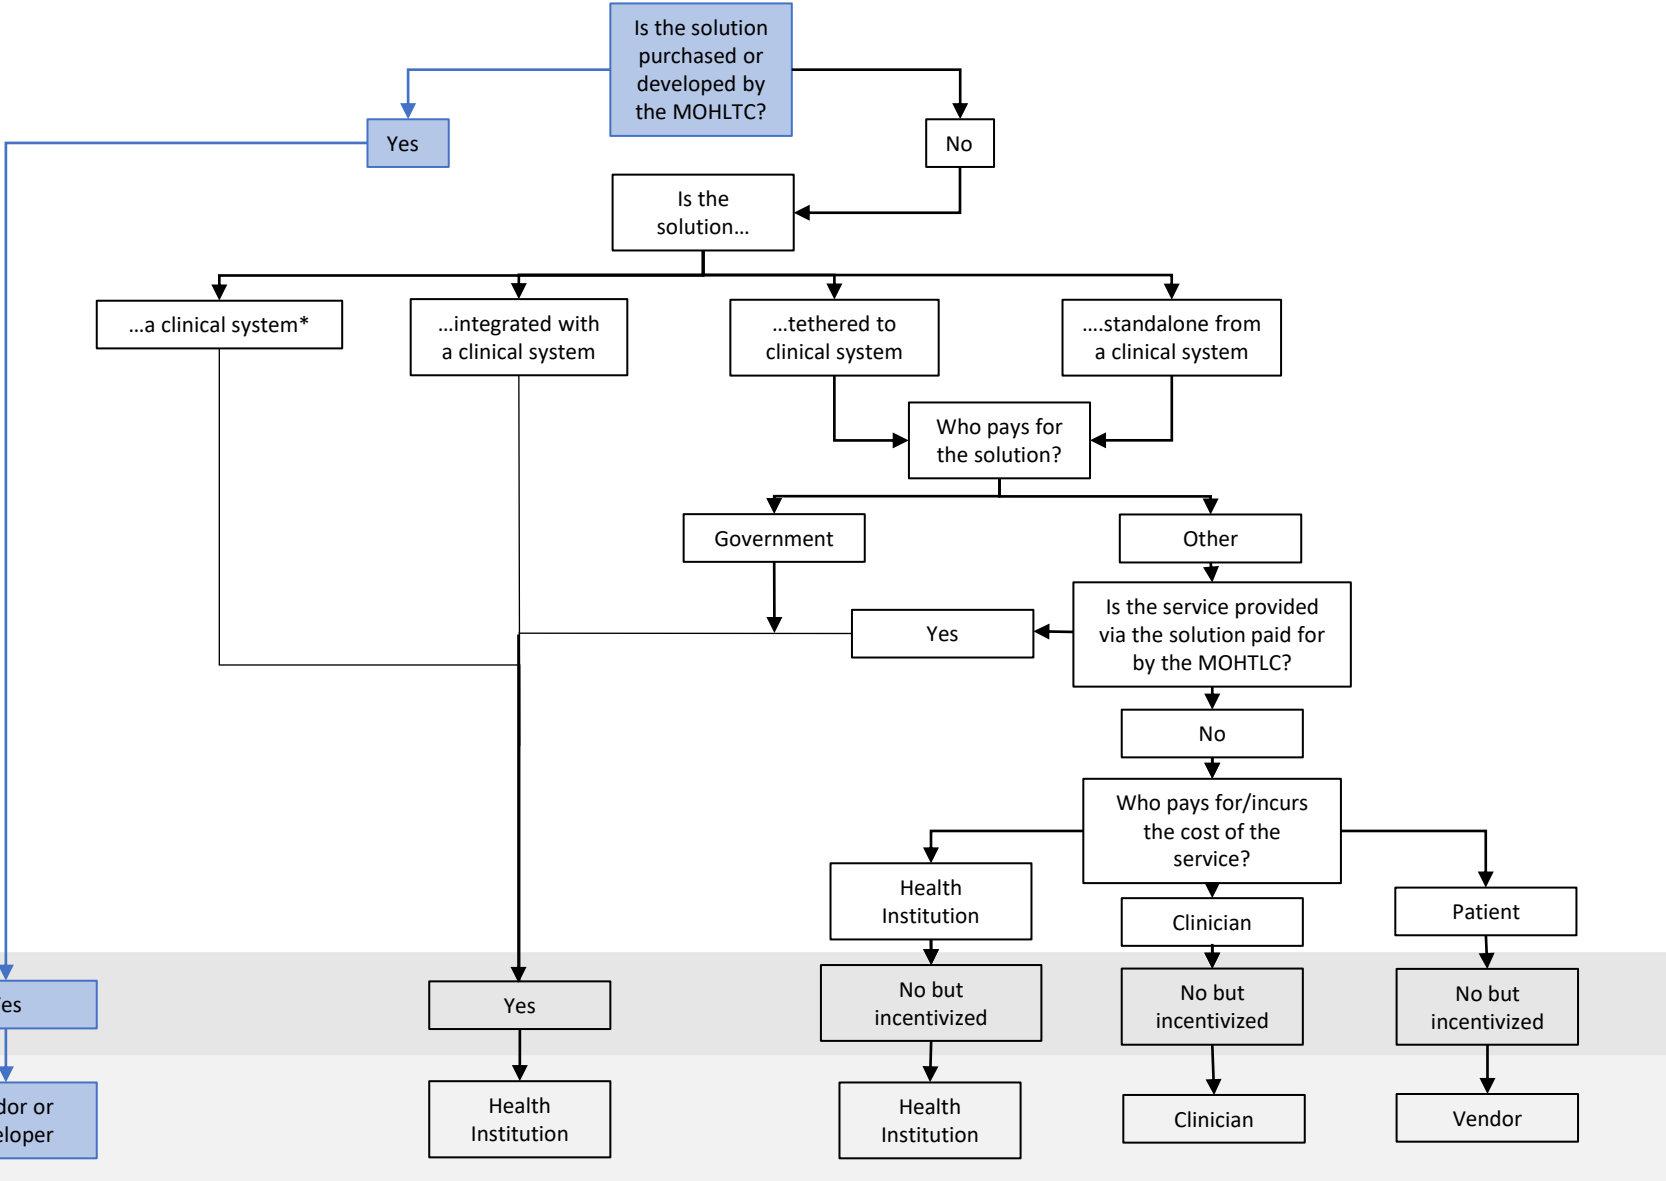 Is the solution
purchased or
developed by
the MOHLTC?
Yes
No
Is the
solution...
...a clinical system*
...integrated with
a clinical system
...tethered to
clinical system
....standalone from
a clinical system
Who pays for
the solution?
Government
Other
Is the service provided
via the solution paid for
by the MOHTLC?
Yes
No
Who pays for/incurs
the cost of the
service?
Health
Institution
Clinician
Patient
Yes
No but
incentivized
No but
incentivized
No but
incentivized
or
Health
Institution
Health
Institution
Clinician
Vendor